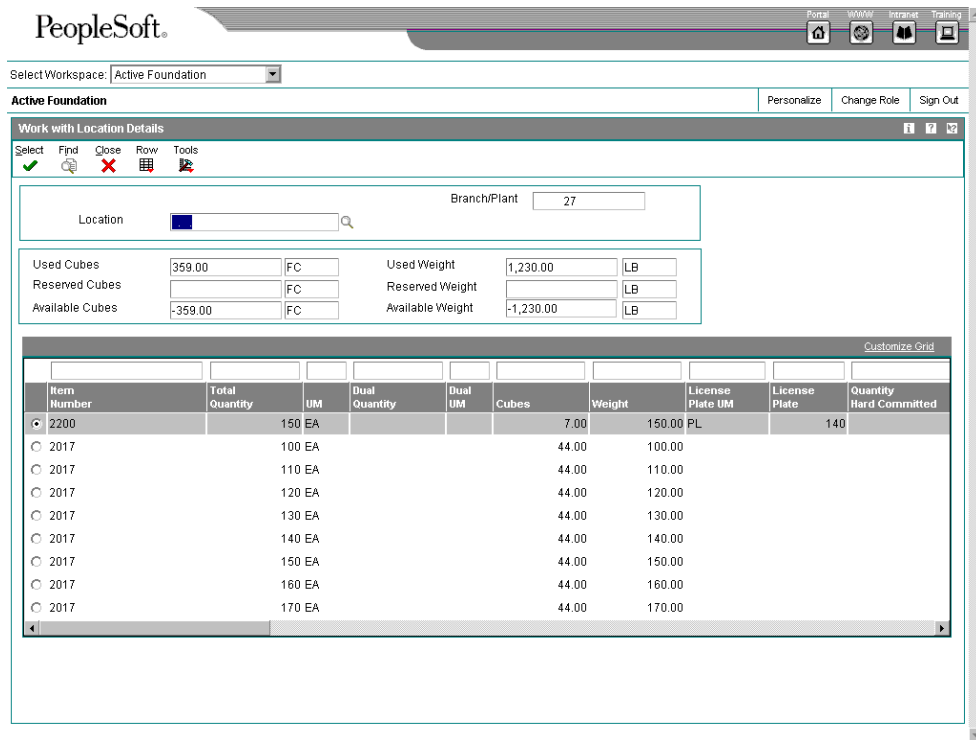 Portal WWW Intranet Training
PeopleSoft.
Select Workspace: Active Foundation
Active Foundation Personalize Change Role Sign Out
Work with Location Details i ? ?
Select Find Close Row Tools
Branch/Plant 27
Location . .
Used Cubes 359.00 FC Used Weight 1,230.00 LB
Reserved Cubes FC Reserved Weight LB
Available Cubes -359.00 FC Available Weight -1,230.00 LB
Customize Grid
Item Number Total Quantity UM Dual Quantity Dual UM Cubes Weight License Plate UM License Plate Quantity Hard Committed
2200 150 EA 7.00 150.00 PL 140
2017 100 EA 44.00 100.00
2017 110 EA 44.00 110.00
2017 120 EA 44.00 120.00
2017 130 EA 44.00 130.00
2017 140 EA 44.00 140.00
2017 150 EA 44.00 150.00
2017 160 EA 44.00 160.00
2017 170 EA 44.00 170.00